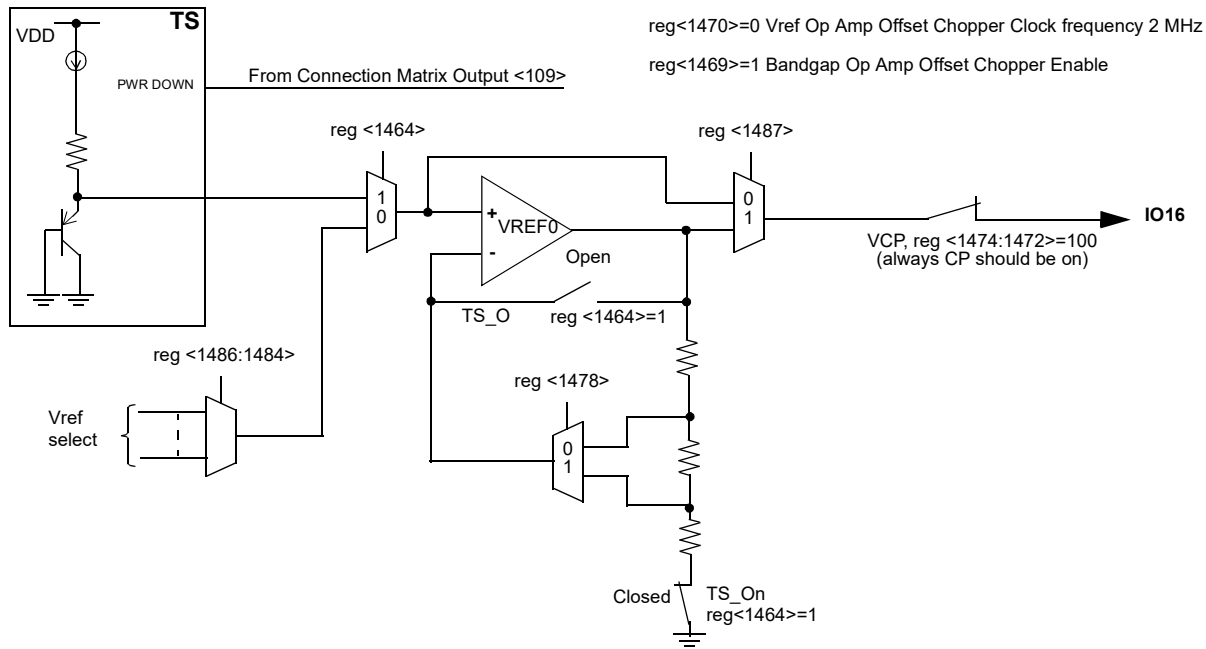 TS
VDD
PWR DOWN
From Connection Matrix Output <109>
reg<1470>=0 Vref Op Amp Offset Chopper Clock frequency 2 MHz
reg<1469>=1 Bandgap Op Amp Offset Chopper Enable
reg <1464>
1
0
reg <1487>
0
1
+
VREF0
-
Open
IO16
VCP, reg <1474:1472>=100
(always CP should be on)
TS_O
reg <1464>=1
reg <1486:1484>
Vref
select
reg <1478>
0
1
Closed
TS_On
reg<1464>=1